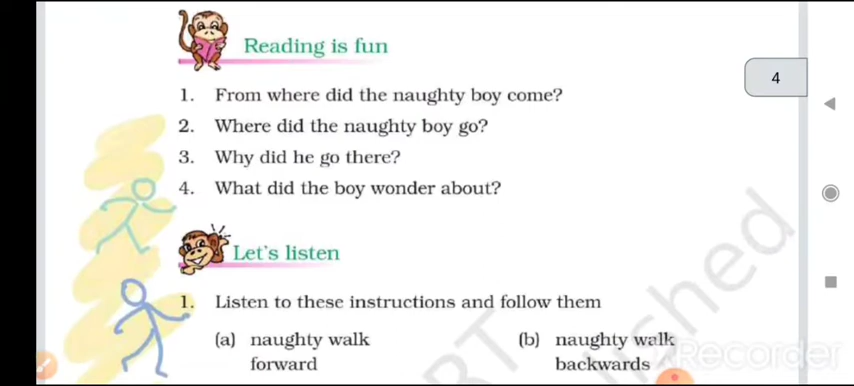 Reading is fun
4
1. From where did the naughty boy come?
2. Where did the naughty boy go?
3. Why did he go there?
4. What did the boy wonder about?
Let's listen
1. Listen to these instructions and follow them
(a) naughty walk forward
(b) naughty walk backwards
Recorder
lished